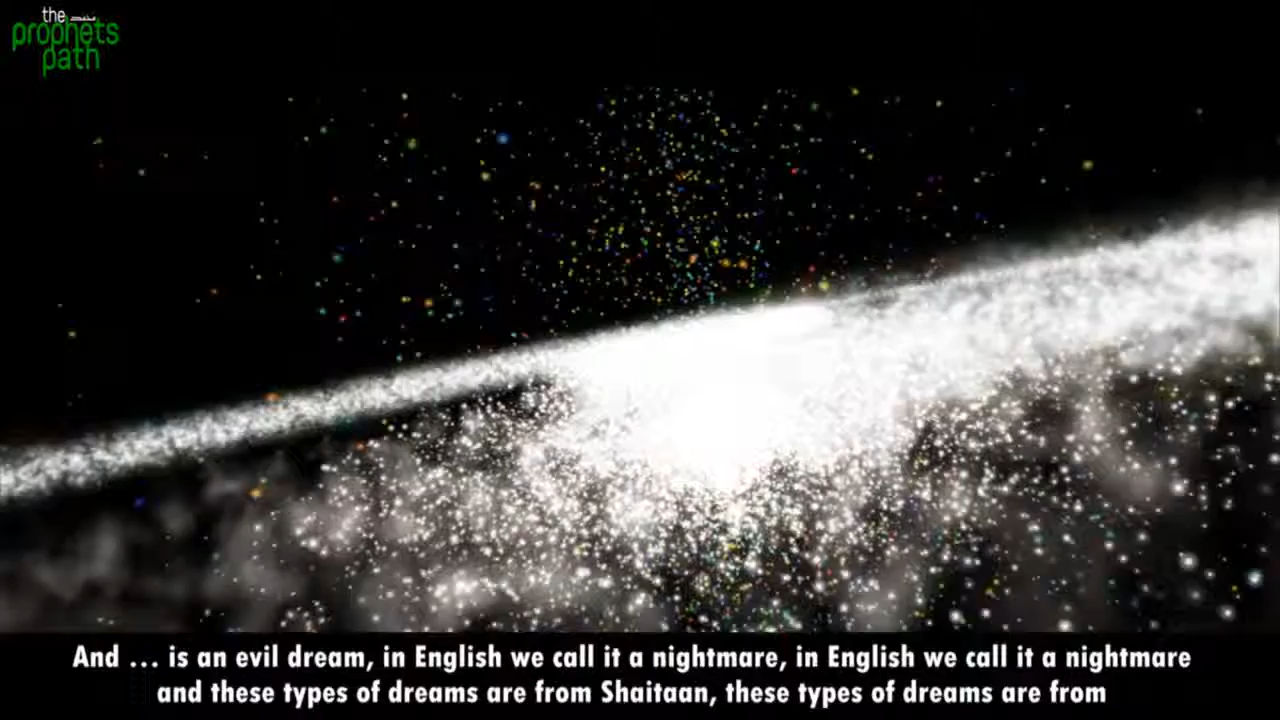 the
prophets
path
And ... is an evil dream, in English we call it a nightmare, in English we call it a nightmare
and these types of dreams are from Shaitaan, these types of dreams are from